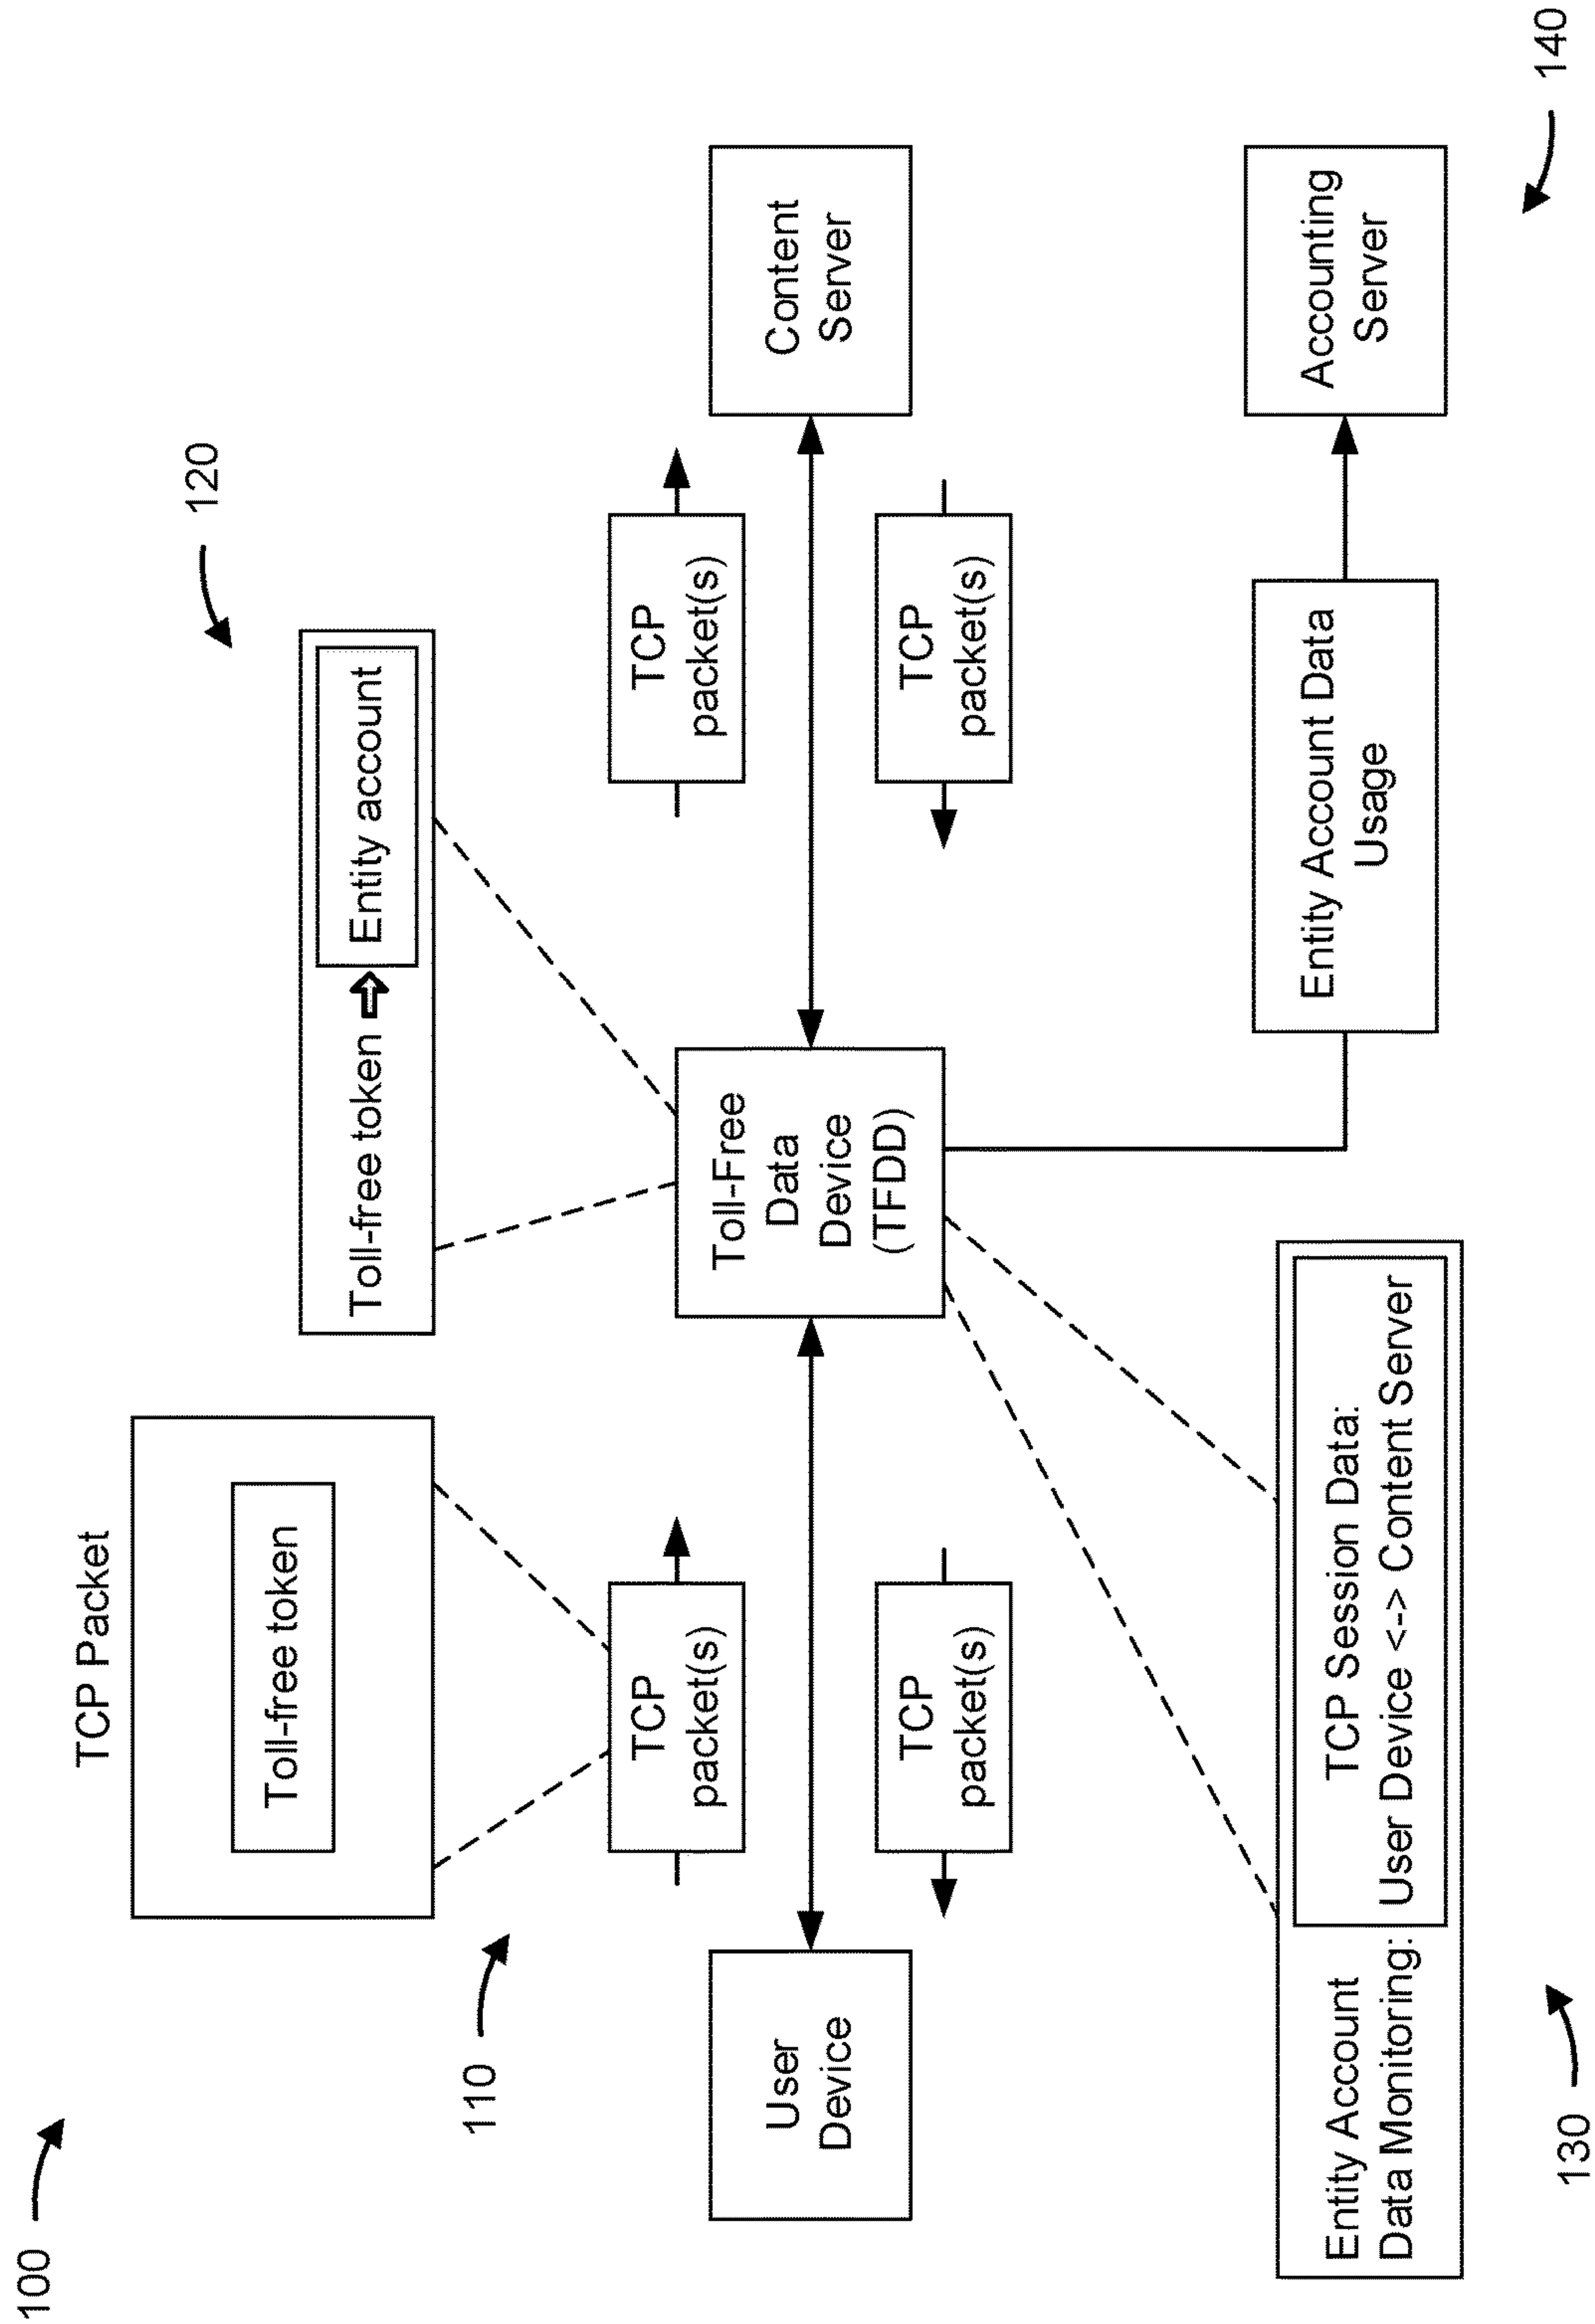 100
TCP Packet
Toll-free token
110
120
Toll-free token
Entity account
TCP
packet(s)
TCP
packet(s)
User
Device
Toll-Free
Data
Device
(TFDD)
Content
Server
TCP
packet(s)
TCP
packet(s)
Entity Account
Data Monitoring:
TCP Session Data:
User Device <-> Content Server
130
Entity Account Data
Usage
Accounting
Server
140